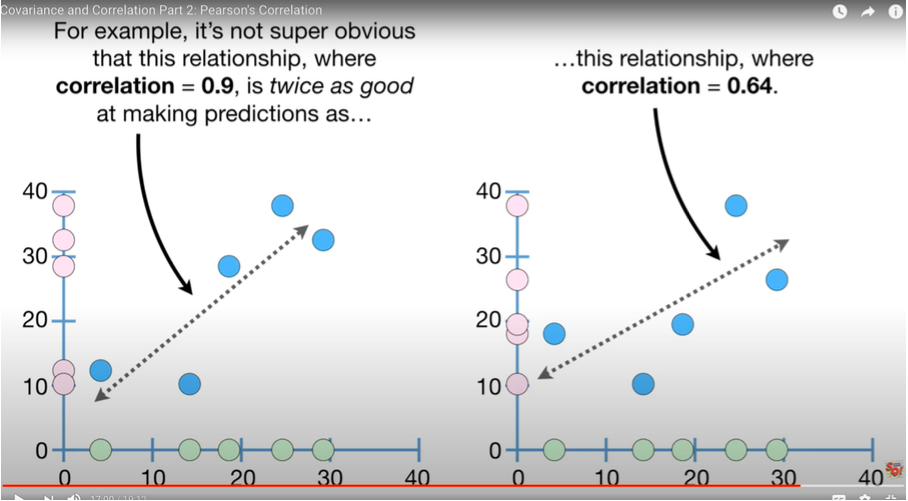 Covariance and Correlation Part 2: Pearson's Correlation
For example, it's not super obvious
that this relationship, where
correlation = 0.9, is twice as good
at making predictions as…
…this relationship, where
correlation = 0.64.
40
30
20
10
0
0 10 20 30 40
40
30
20
10
0
0 10 20 30 40
17:00 / 19:12